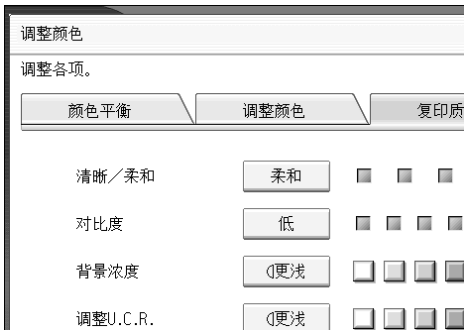 调整颜色
调整各项。
颜色平衡 调整颜色 复印质
清晰／柔和 柔和
对比度 低
背景浓度 更浅
调整U.C.R. 更浅